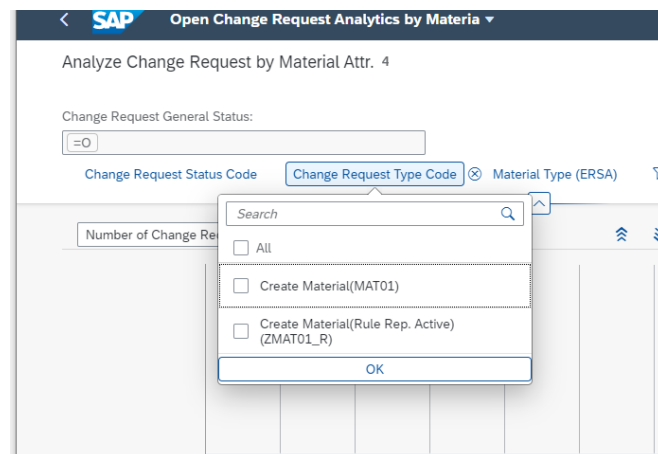 SAP Open Change Request Analytics by Materia
Analyze Change Request by Material Attr. 4
Change Request General Status:
=O
Change Request Status Code Change Request Type Code Material Type (ERSA)
Search
Number of Change Re
All
Create Material(MAT01)
Create Material(Rule Rep. Active)
(ZMAT01_R)
OK